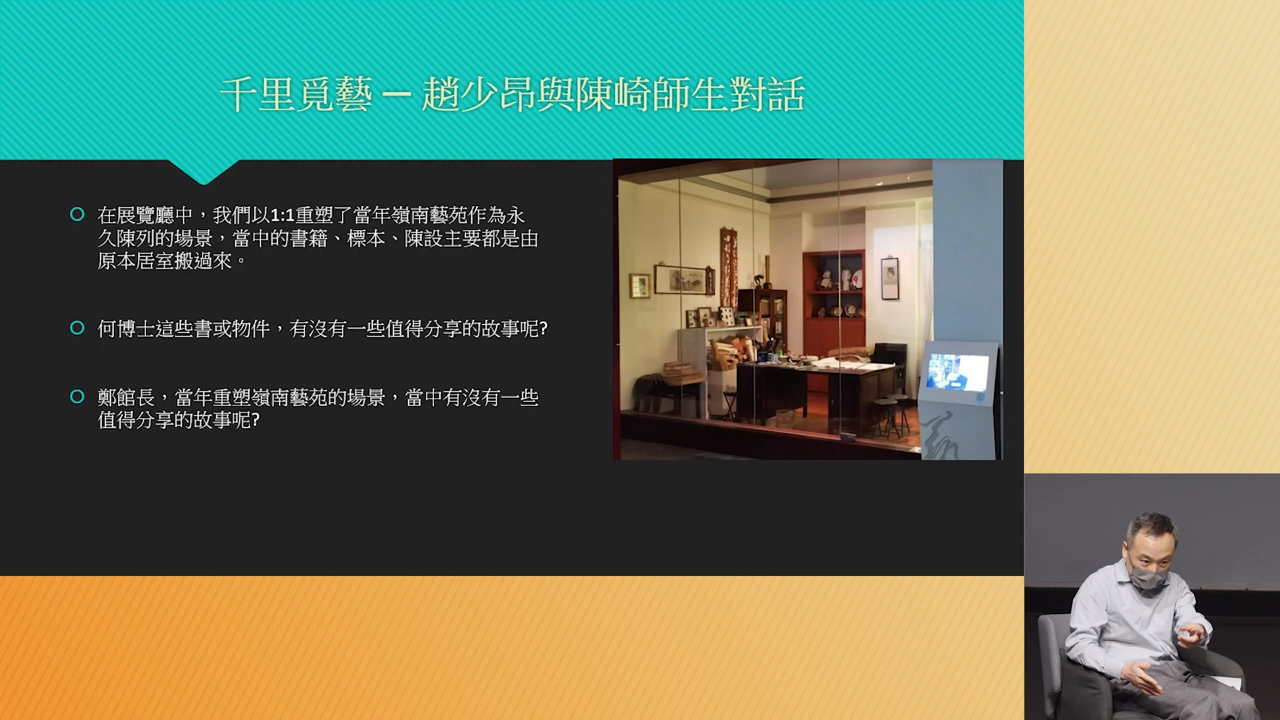 千里覓藝 — 趙少昂與陳崎師生對話
在展覽廳中，我們以1:1重塑了當年嶺南藝苑作為永
久陳列的場景，當中的書籍、標本、陳設主要都是由
原本居室搬過來。
何博士這些書或物件，有沒有一些值得分享的故事呢?
鄭館長，當年重塑嶺南藝苑的場景，當中有沒有一些
值得分享的故事呢?